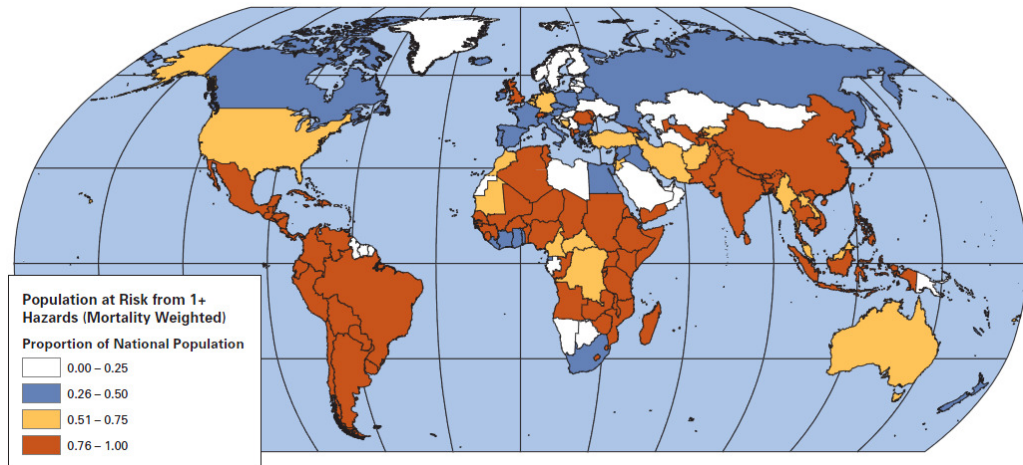 Population at Risk from 1+
Hazards (Mortality Weighted)
Proportion of National Population
0.00 – 0.25
0.26 – 0.50
0.51 – 0.75
0.76 – 1.00